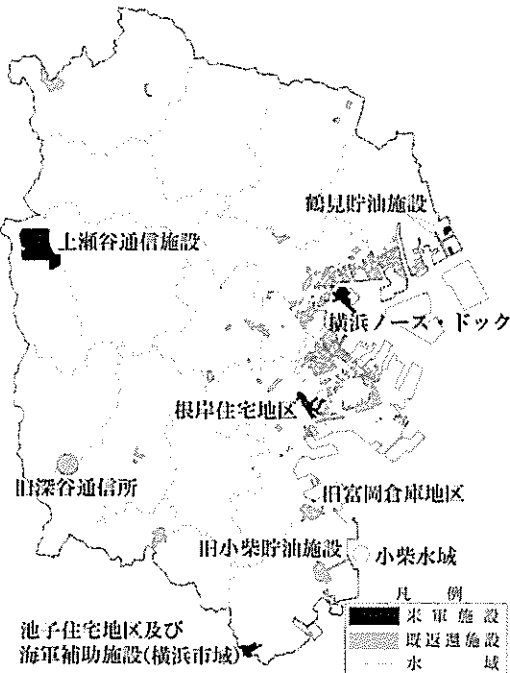 鶴見貯油施設
上瀬谷通信施設
横浜ノース・ドック
根岸住宅地区
旧深谷通信所
旧富岡倉庫地区
旧小柴貯油施設
小柴水域
池子住宅地区及び
海軍補助施設(横浜市域)
凡 例
米軍施設
既返還施設
水域